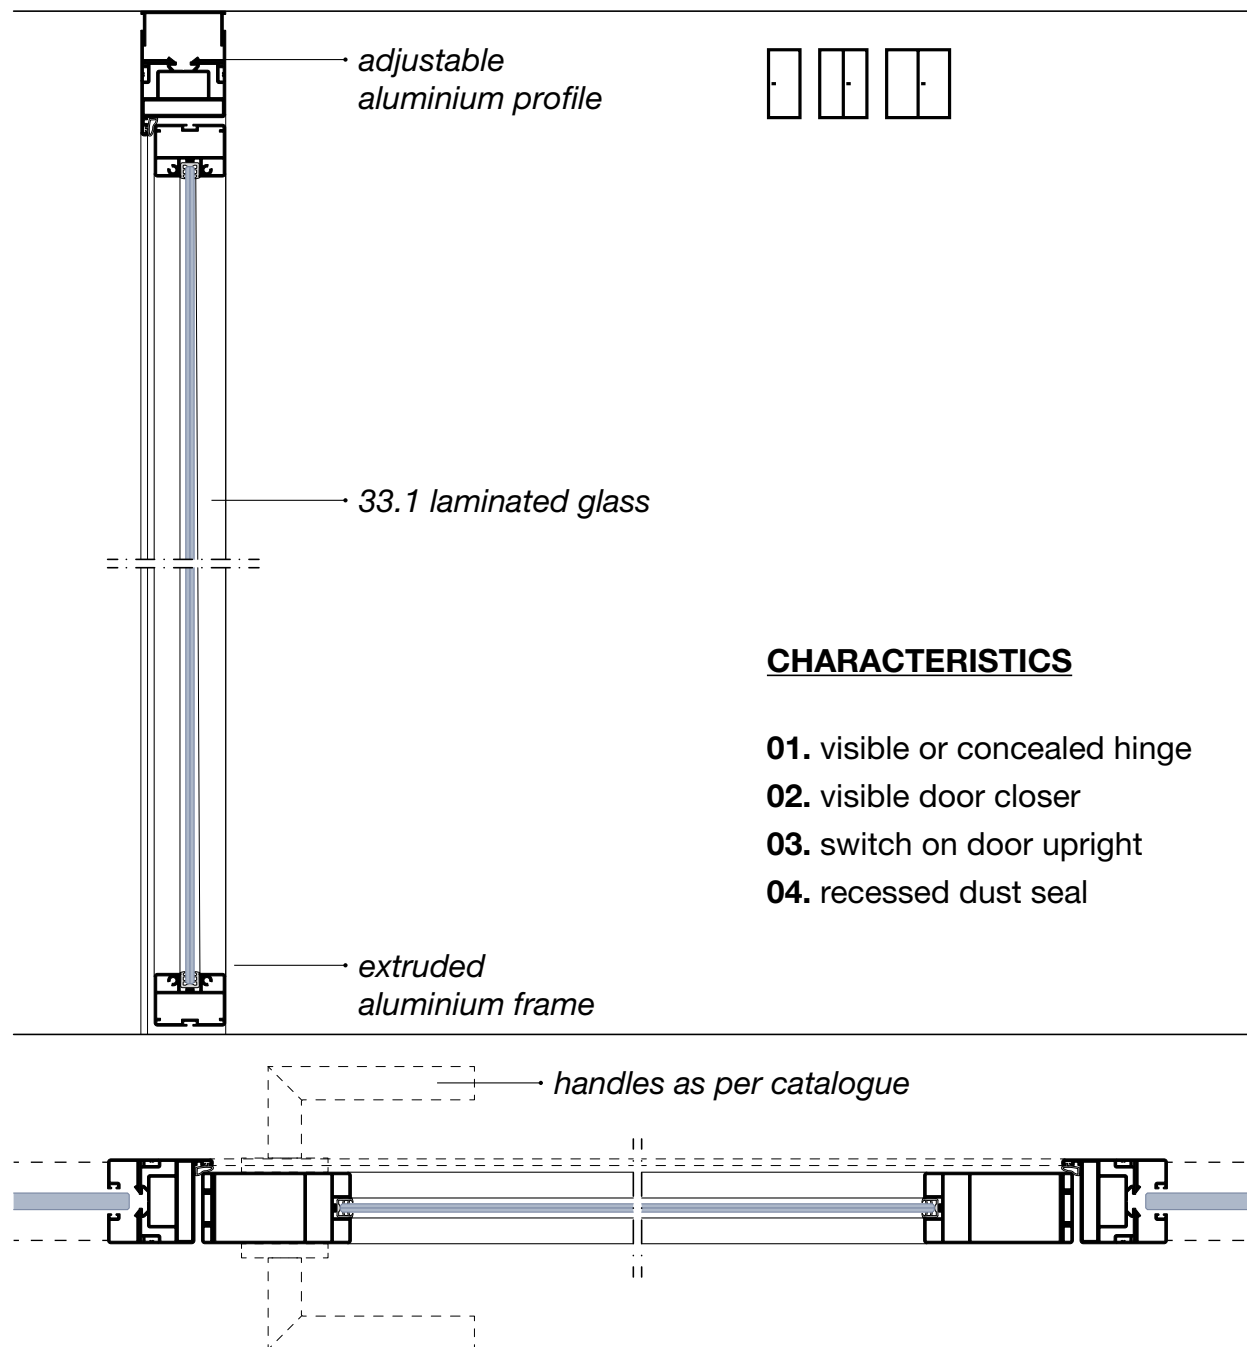 adjustable
aluminium profile
33.1 laminated glass
CHARACTERISTICS
01. visible or concealed hinge
02. visible door closer
03. switch on door upright
04. recessed dust seal
extruded
aluminium frame
handles as per catalogue